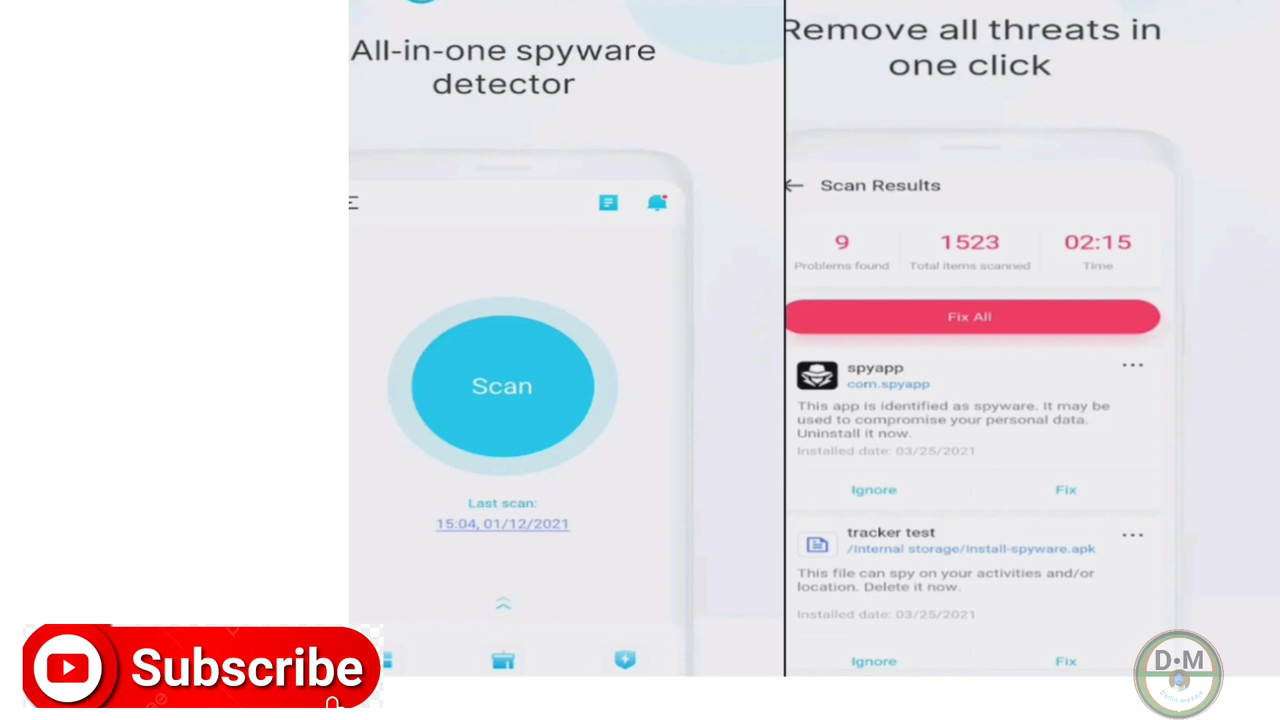 All-in-one spyware
detector
Scan
Last scan:
15:04, 01/12/2021
Remove all threats in
one click
Scan Results
9
1523
02:15
Problems found
Total items scanned
Time
Fix All
spyapp
com.spyapp
This app is identified as spyware. It may be
used to compromise your personal data.
Uninstall it now.
Installed date: 03/25/2021
Ignore
Fix
tracker test
/Internal storage/Install-spyware.apk
This file can spy on your activities and/or
location. Delete it now.
Installed date: 03/25/2021
Ignore
Fix
Subscribe
D•M